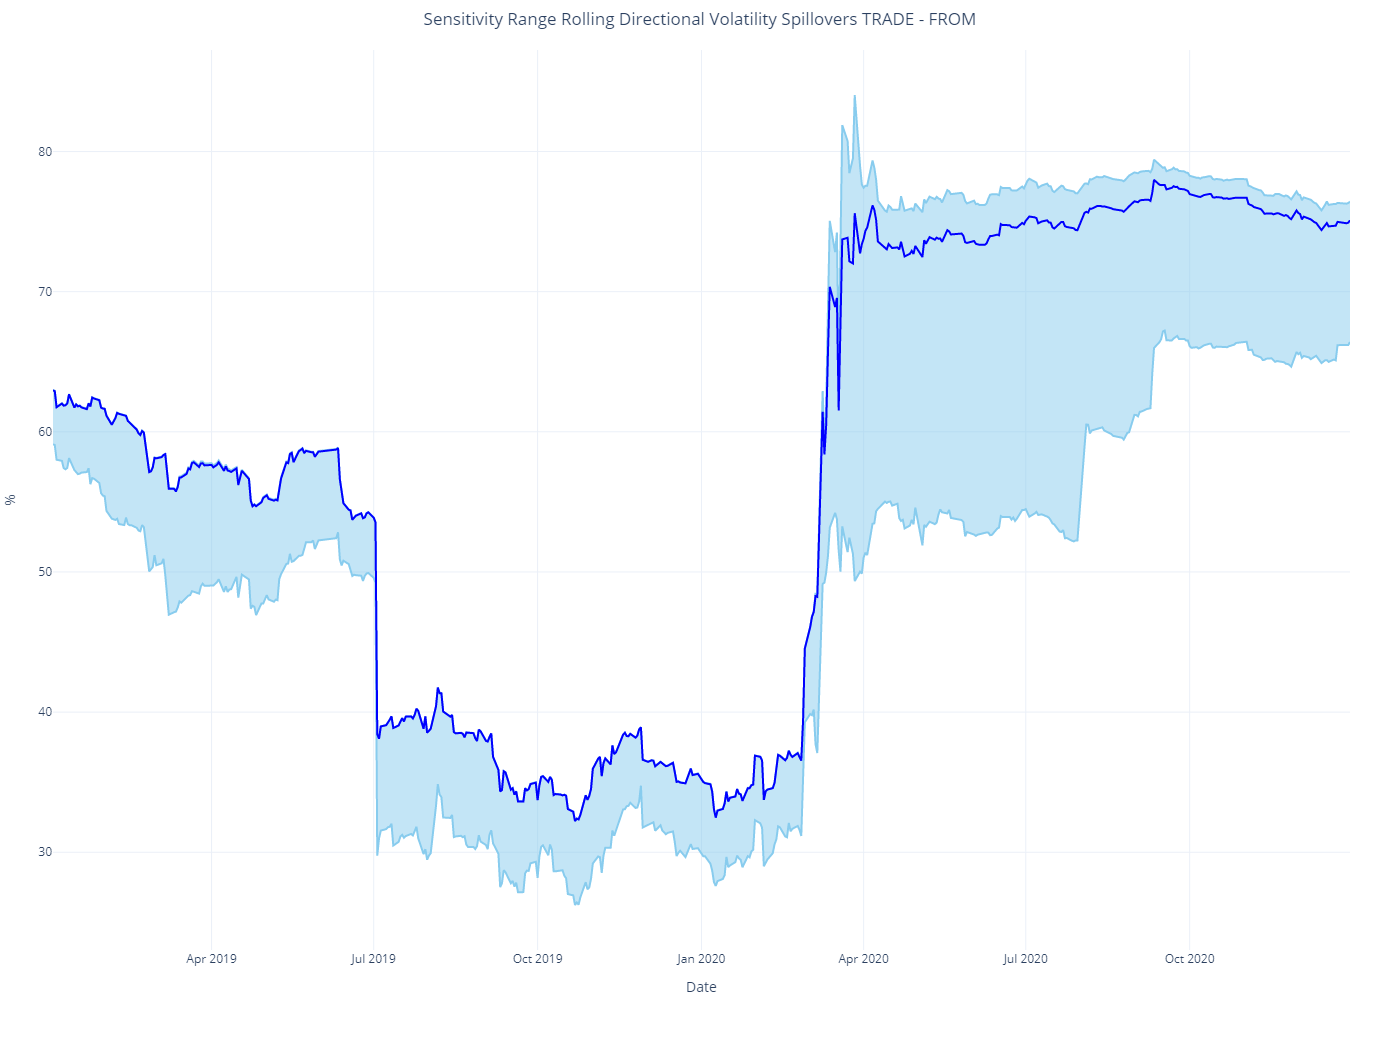 Sensitivity Range Rolling Directional Volatility Spillovers TRADE - FROM
80
70
60
50
40
30
%
Apr 2019
Jul 2019
Oct 2019
Jan 2020
Apr 2020
Jul 2020
Oct 2020
Date